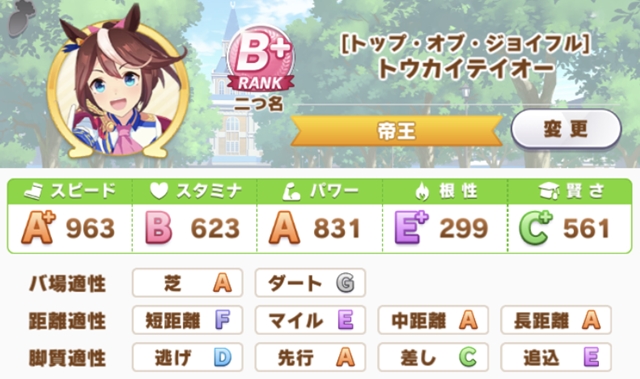 B+
RANK
二つ名
[トップ・オブ・ジョイフル]
トウカイテイオー
帝王
変更
スピード スタミナ パワー 根性 賢さ
A+ 963 B 623 A 831 E+ 299 C+ 561
バ場適性 芝 A ダート G
距離適性 短距離 F マイル E 中距離 A 長距離 A
脚質適性 逃げ D 先行 A 差し C 追込 E